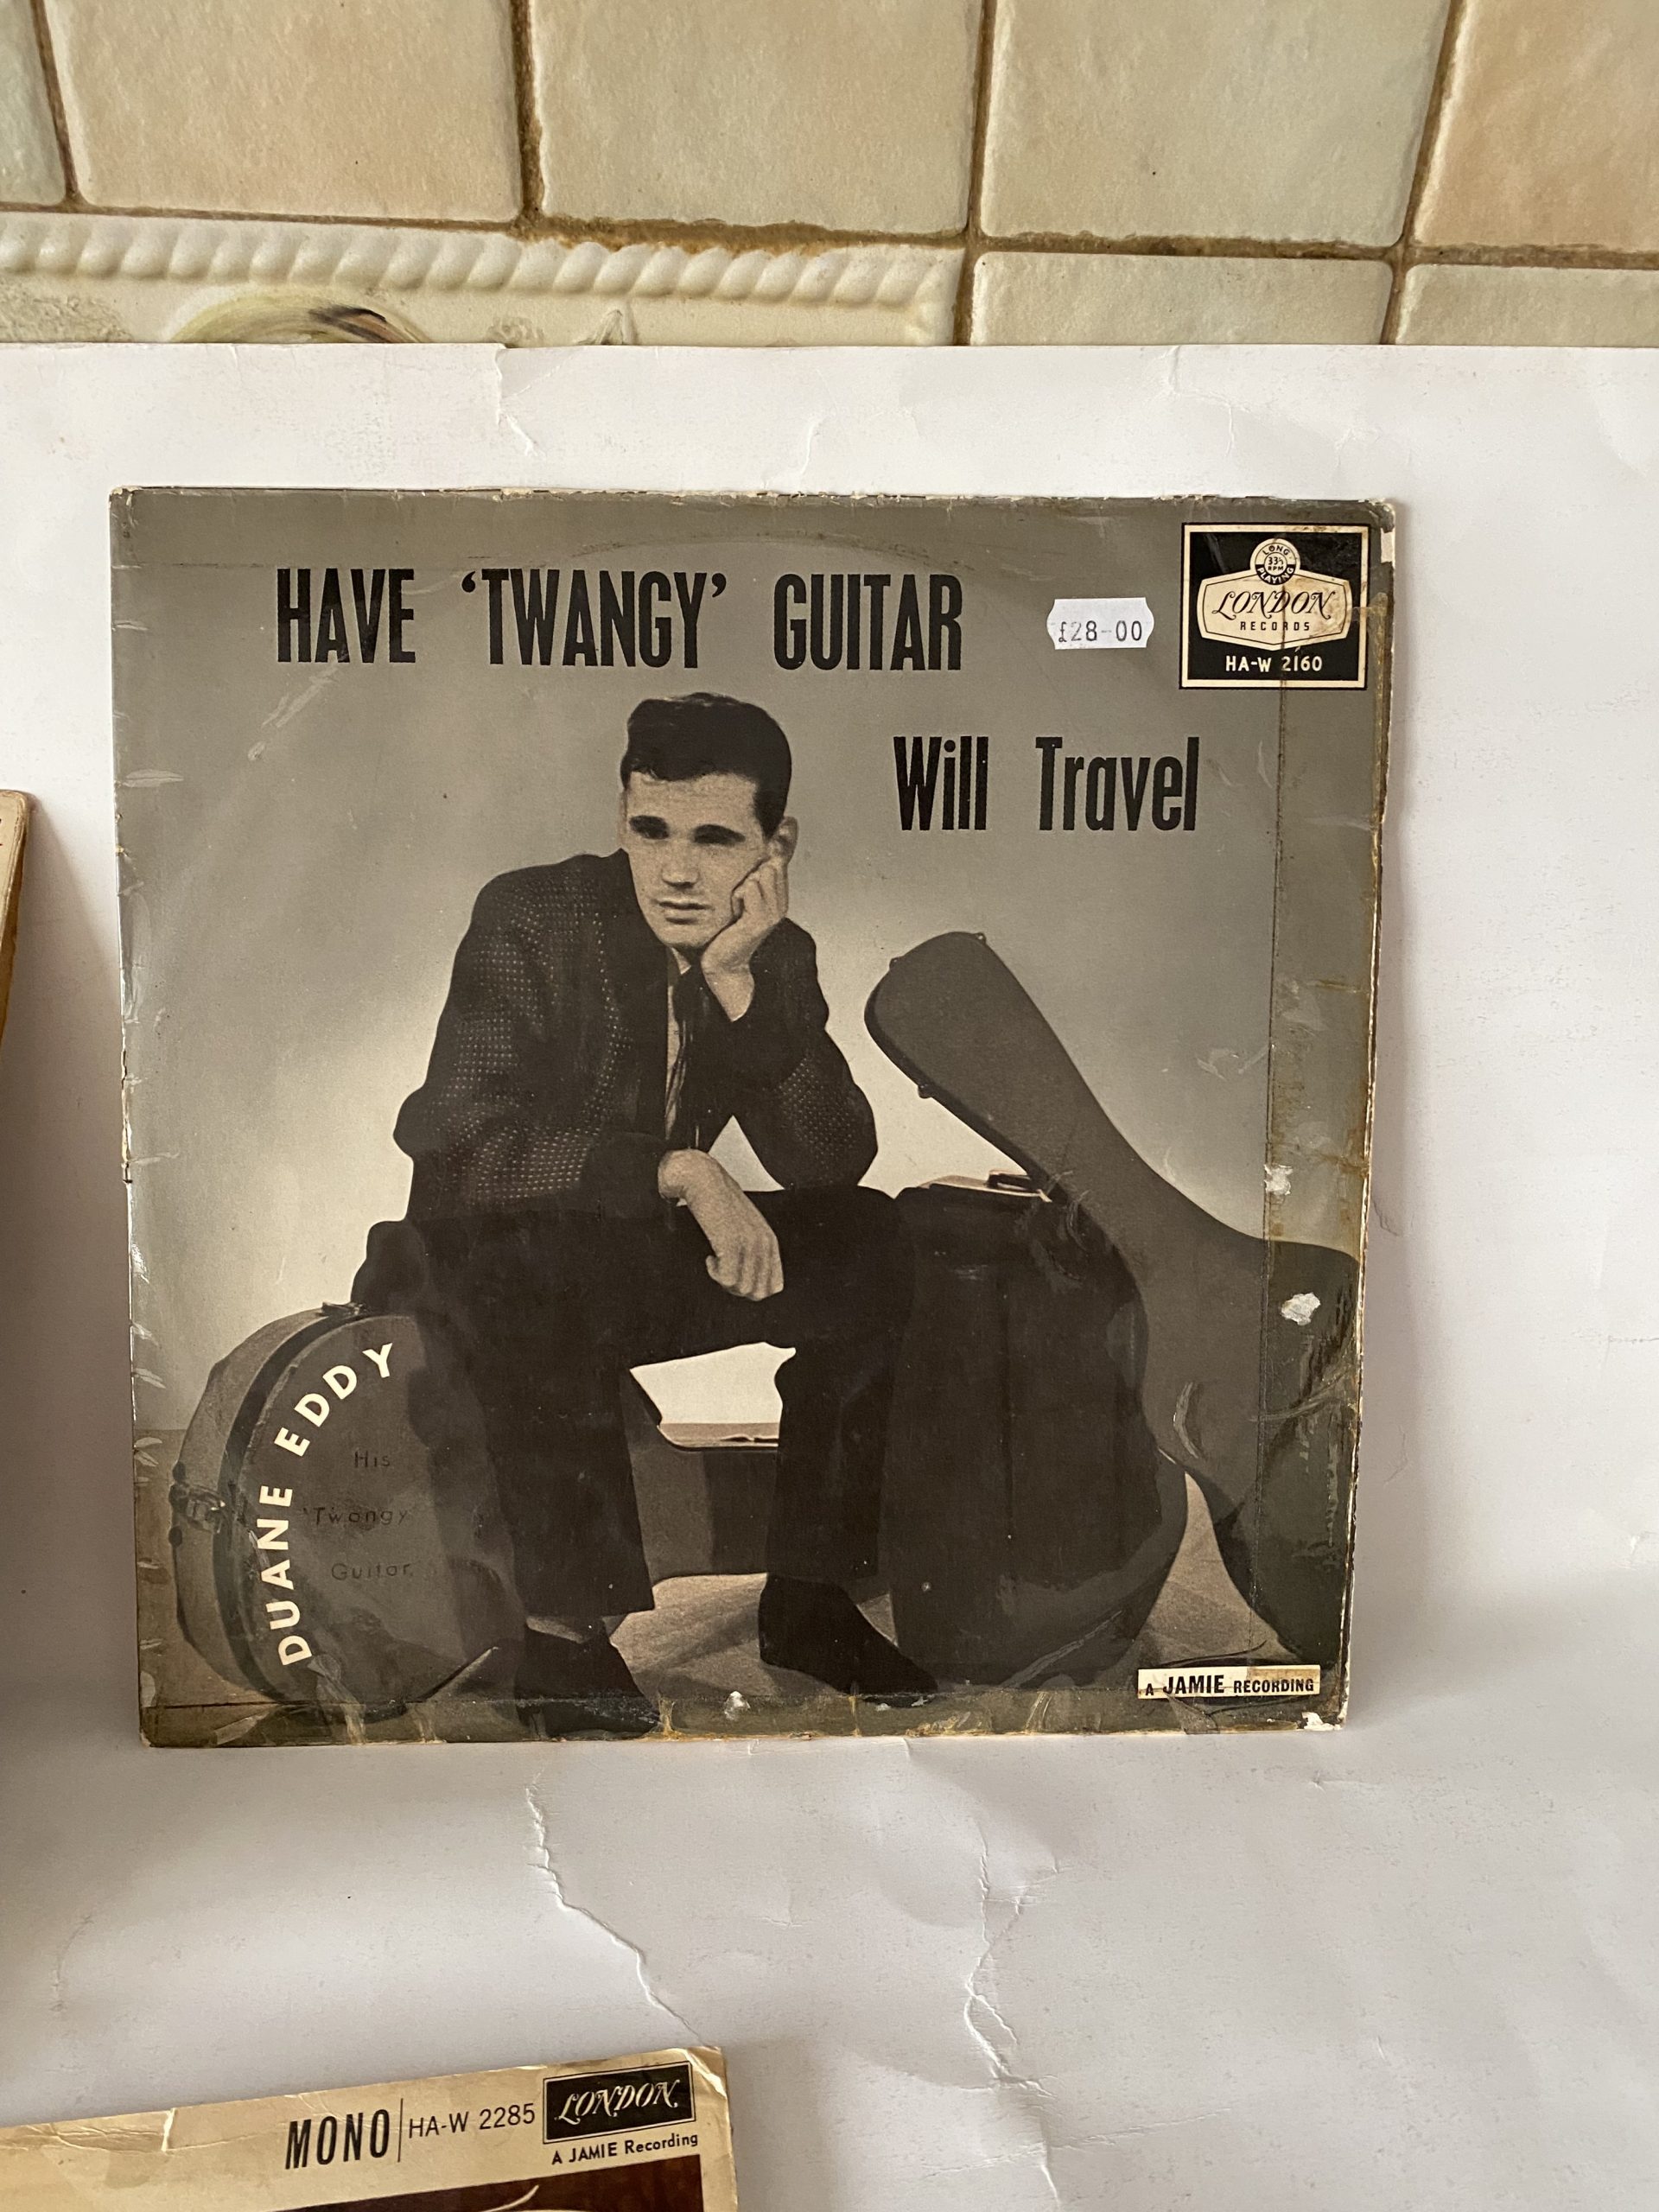 HAVE ‘TWANGY’ GUITAR
£28-00
LONG
33⅓
RPM
PLAYING
LONDON
RECORDS
HA-W 2160
Will Travel
DUANE EDDY
His
'Twangy
Guitar
A JAMIE RECORDING
MONO
HA-W 2285
LONDON
A JAMIE Recording